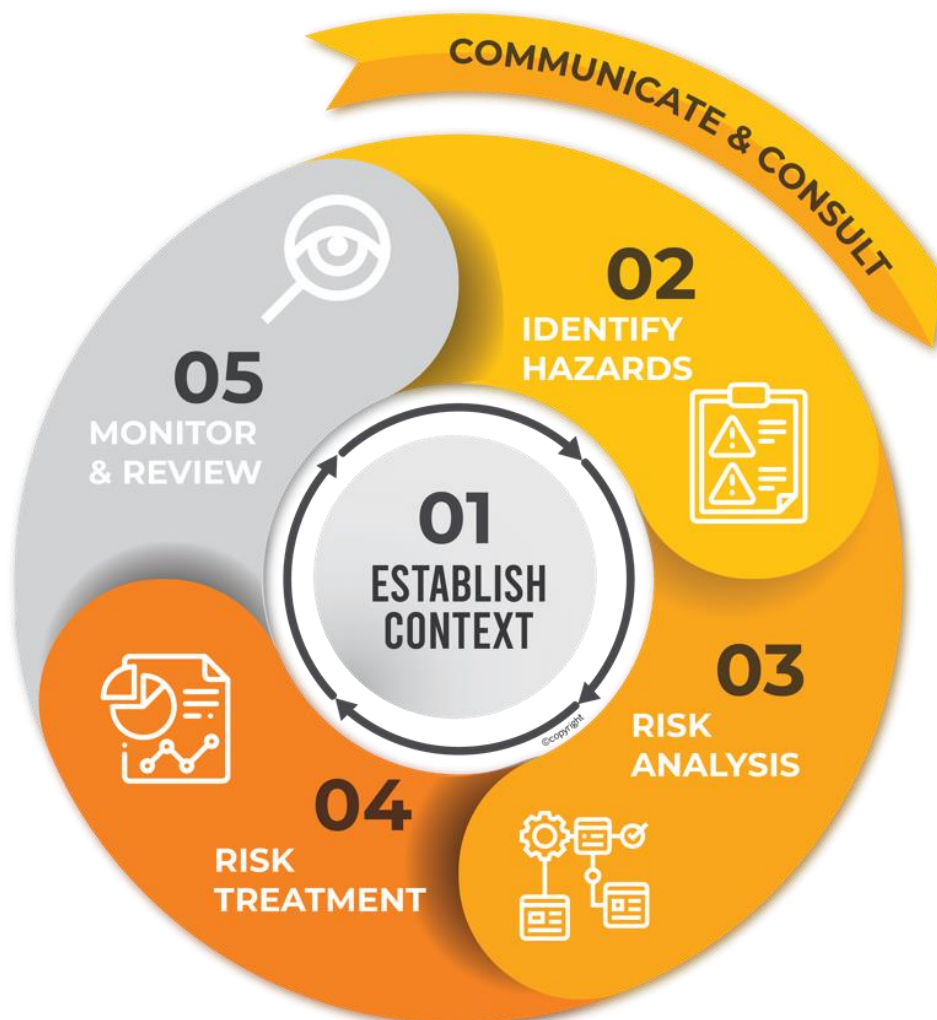 COMMUNICATE & CONSULT
01
ESTABLISH
CONTEXT
02
IDENTIFY
HAZARDS
03
RISK
ANALYSIS
04
RISK
TREATMENT
05
MONITOR
& REVIEW
©copyright